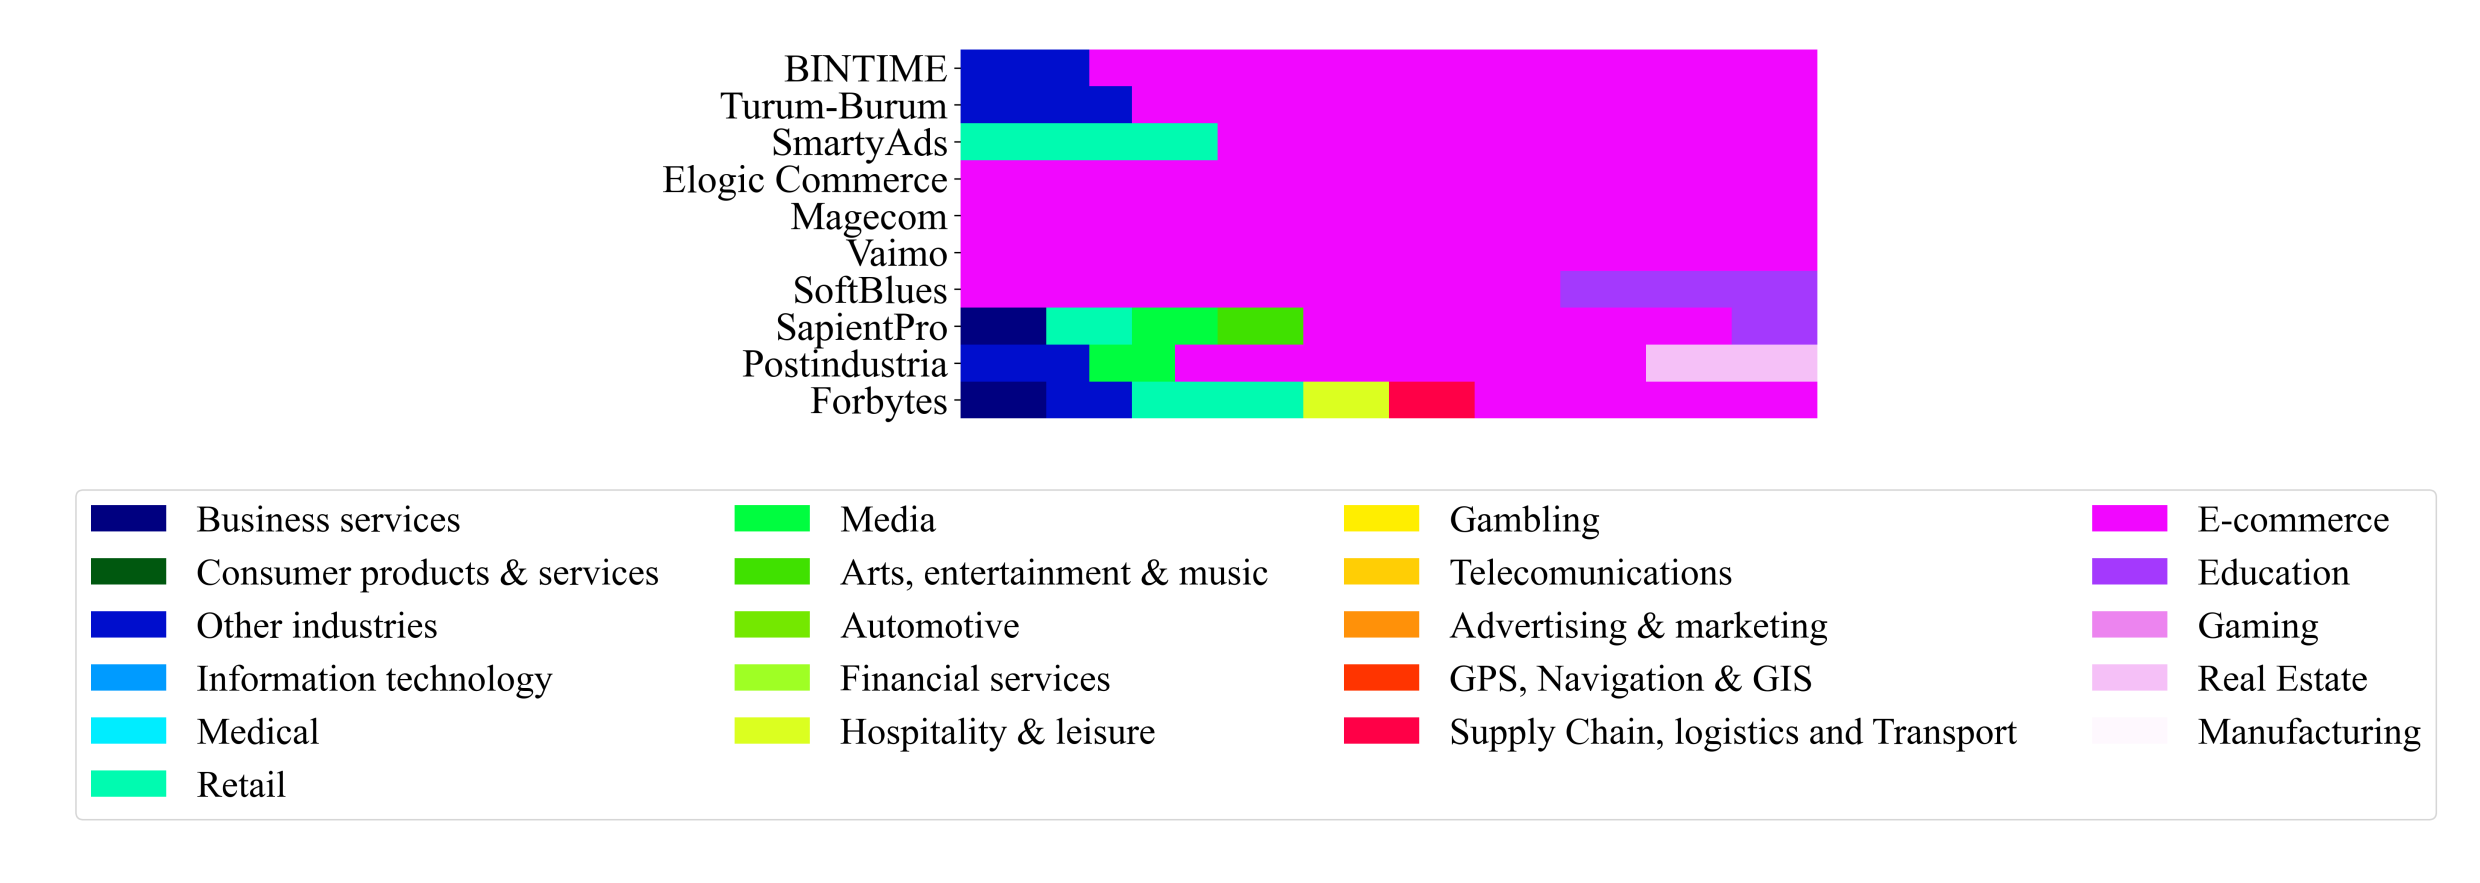 BINTIME
Turum-Burum
SmartyAds
Elogic Commerce
Magecom
Vaimo
SoftBlues
SapientPro
Postindustria
Forbytes
Business services
Consumer products & services
Other industries
Information technology
Medical
Retail
Media
Arts, entertainment & music
Automotive
Financial services
Hospitality & leisure
Gambling
Telecomunications
Advertising & marketing
GPS, Navigation & GIS
Supply Chain, logistics and Transport
E-commerce
Education
Gaming
Real Estate
Manufacturing